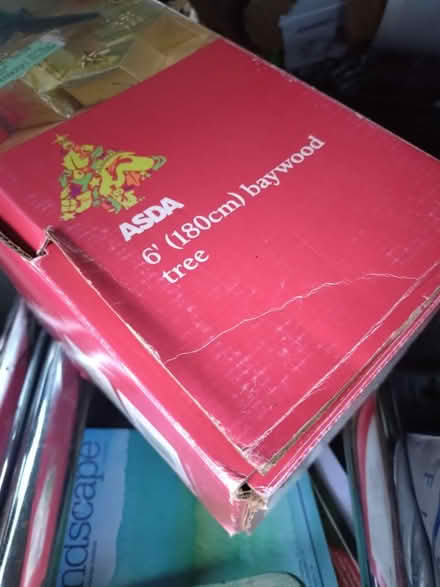 ASDA
6' (180cm) baywood
tree
ndscape